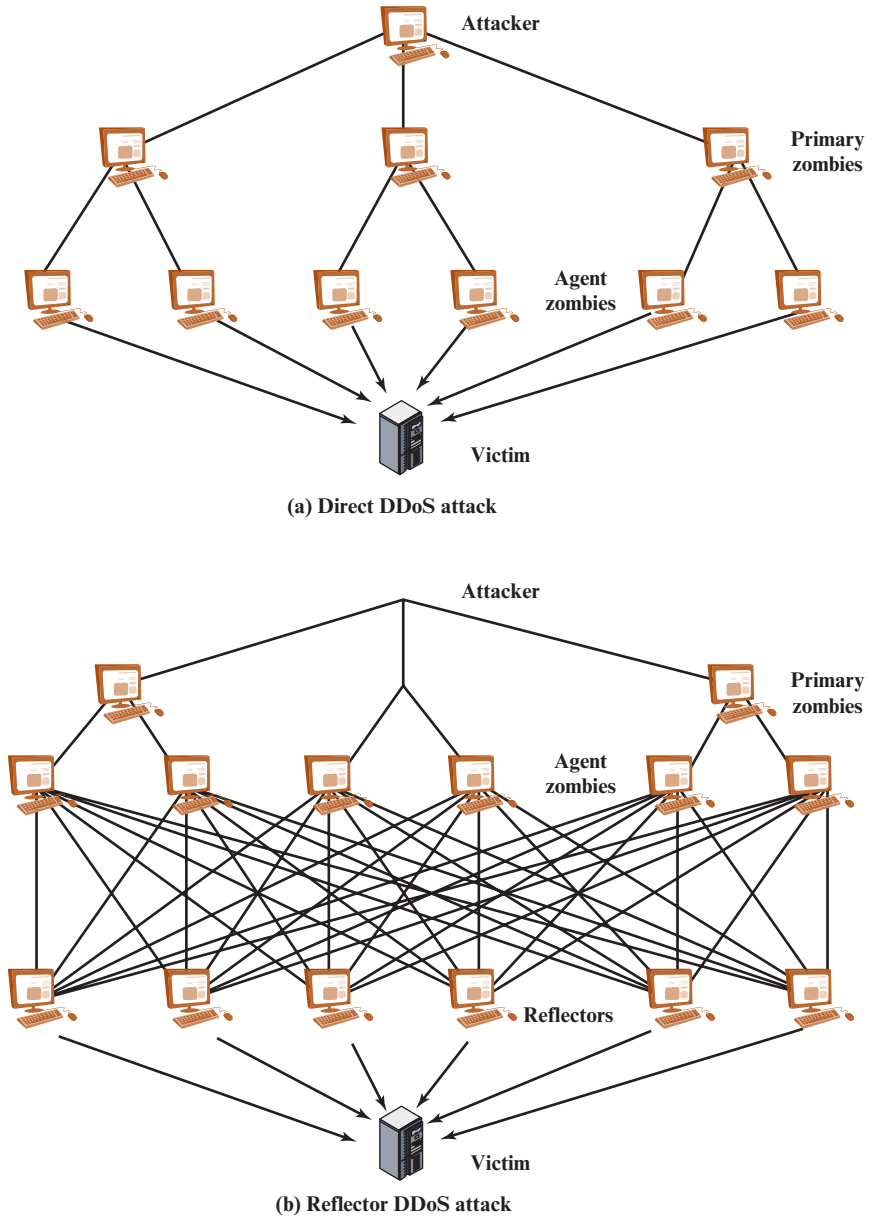 Attacker
Primary
zombies
Agent
zombies
Victim
(a) Direct DDoS attack
Attacker
Primary
zombies
Agent
zombies
Reflectors
Victim
(b) Reflector DDoS attack